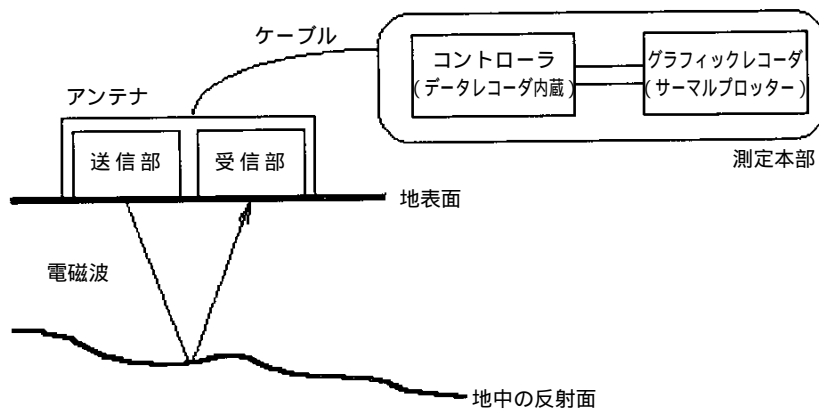 ケーブル
コントローラ
(データレコーダ内蔵)
グラフィックレコーダ
(サーマルプロッター)
測定本部
アンテナ
送信部
受信部
地表面
電磁波
地中の反射面